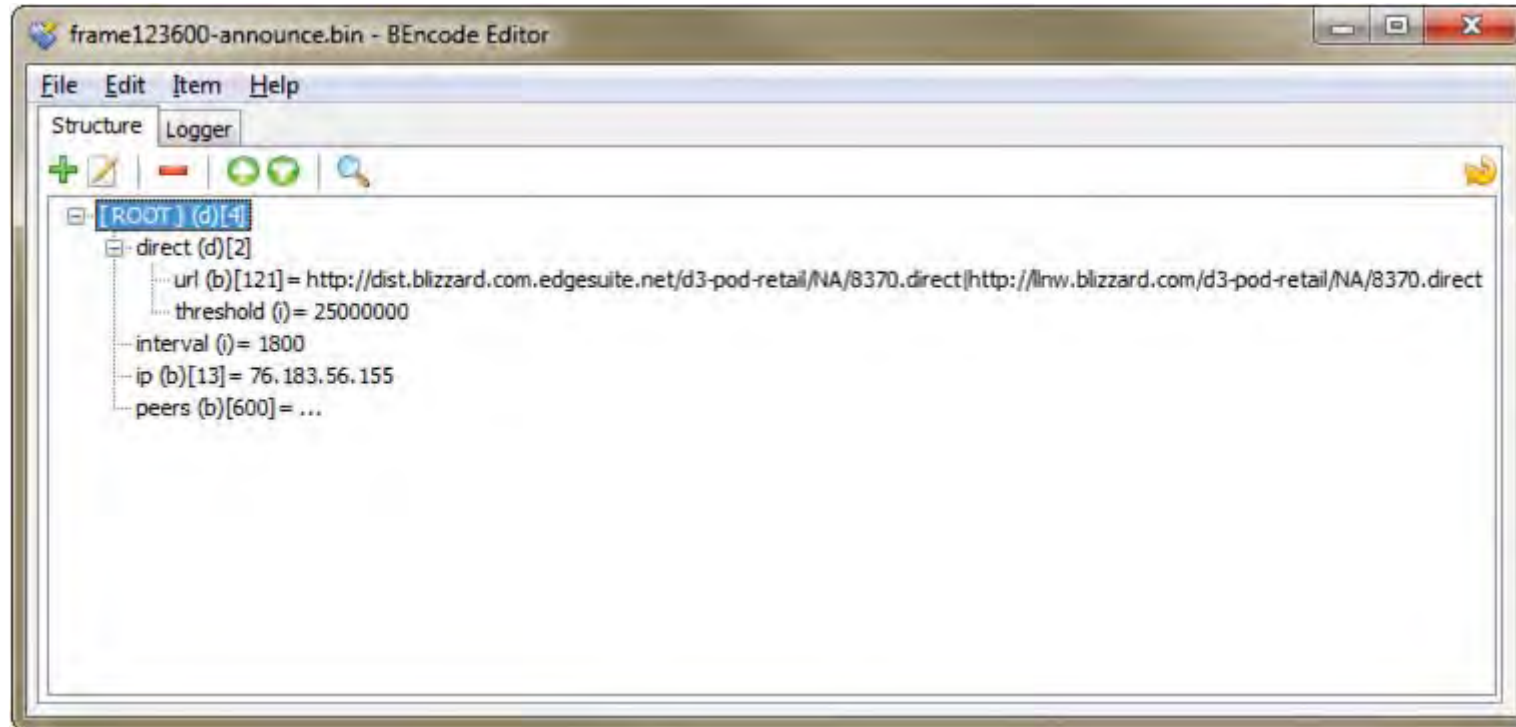 frame123600-announce.bin - BEncode Editor
File Edit Item Help
Structure Logger
[ROOT] (d)[4]
direct (d)[2]
url (b)[121]= http://dist.blizzard.com.edgesuite.net/d3-pod-retail/NA/8370.direct|http://llnw.blizzard.com/d3-pod-retail/NA/8370.direct
threshold (i)= 25000000
interval (i)= 1800
ip (b)[13]= 76.183.56.155
peers (b)[600]= ...